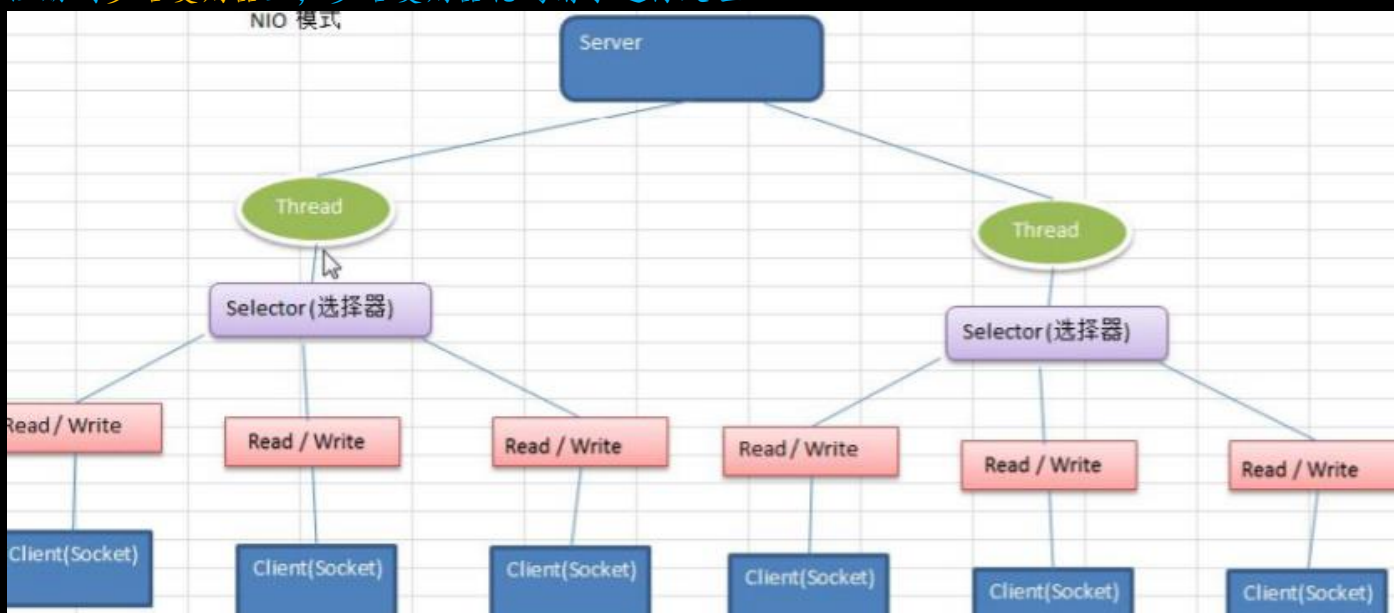 NIO 模式
Server
Thread
Thread
Selector(选择器)
Selector(选择器)
Read / Write
Read / Write
Read / Write
Read / Write
Read / Write
Read / Write
Client(Socket)
Client(Socket)
Client(Socket)
Client(Socket)
Client(Socket)
Client(Socket)